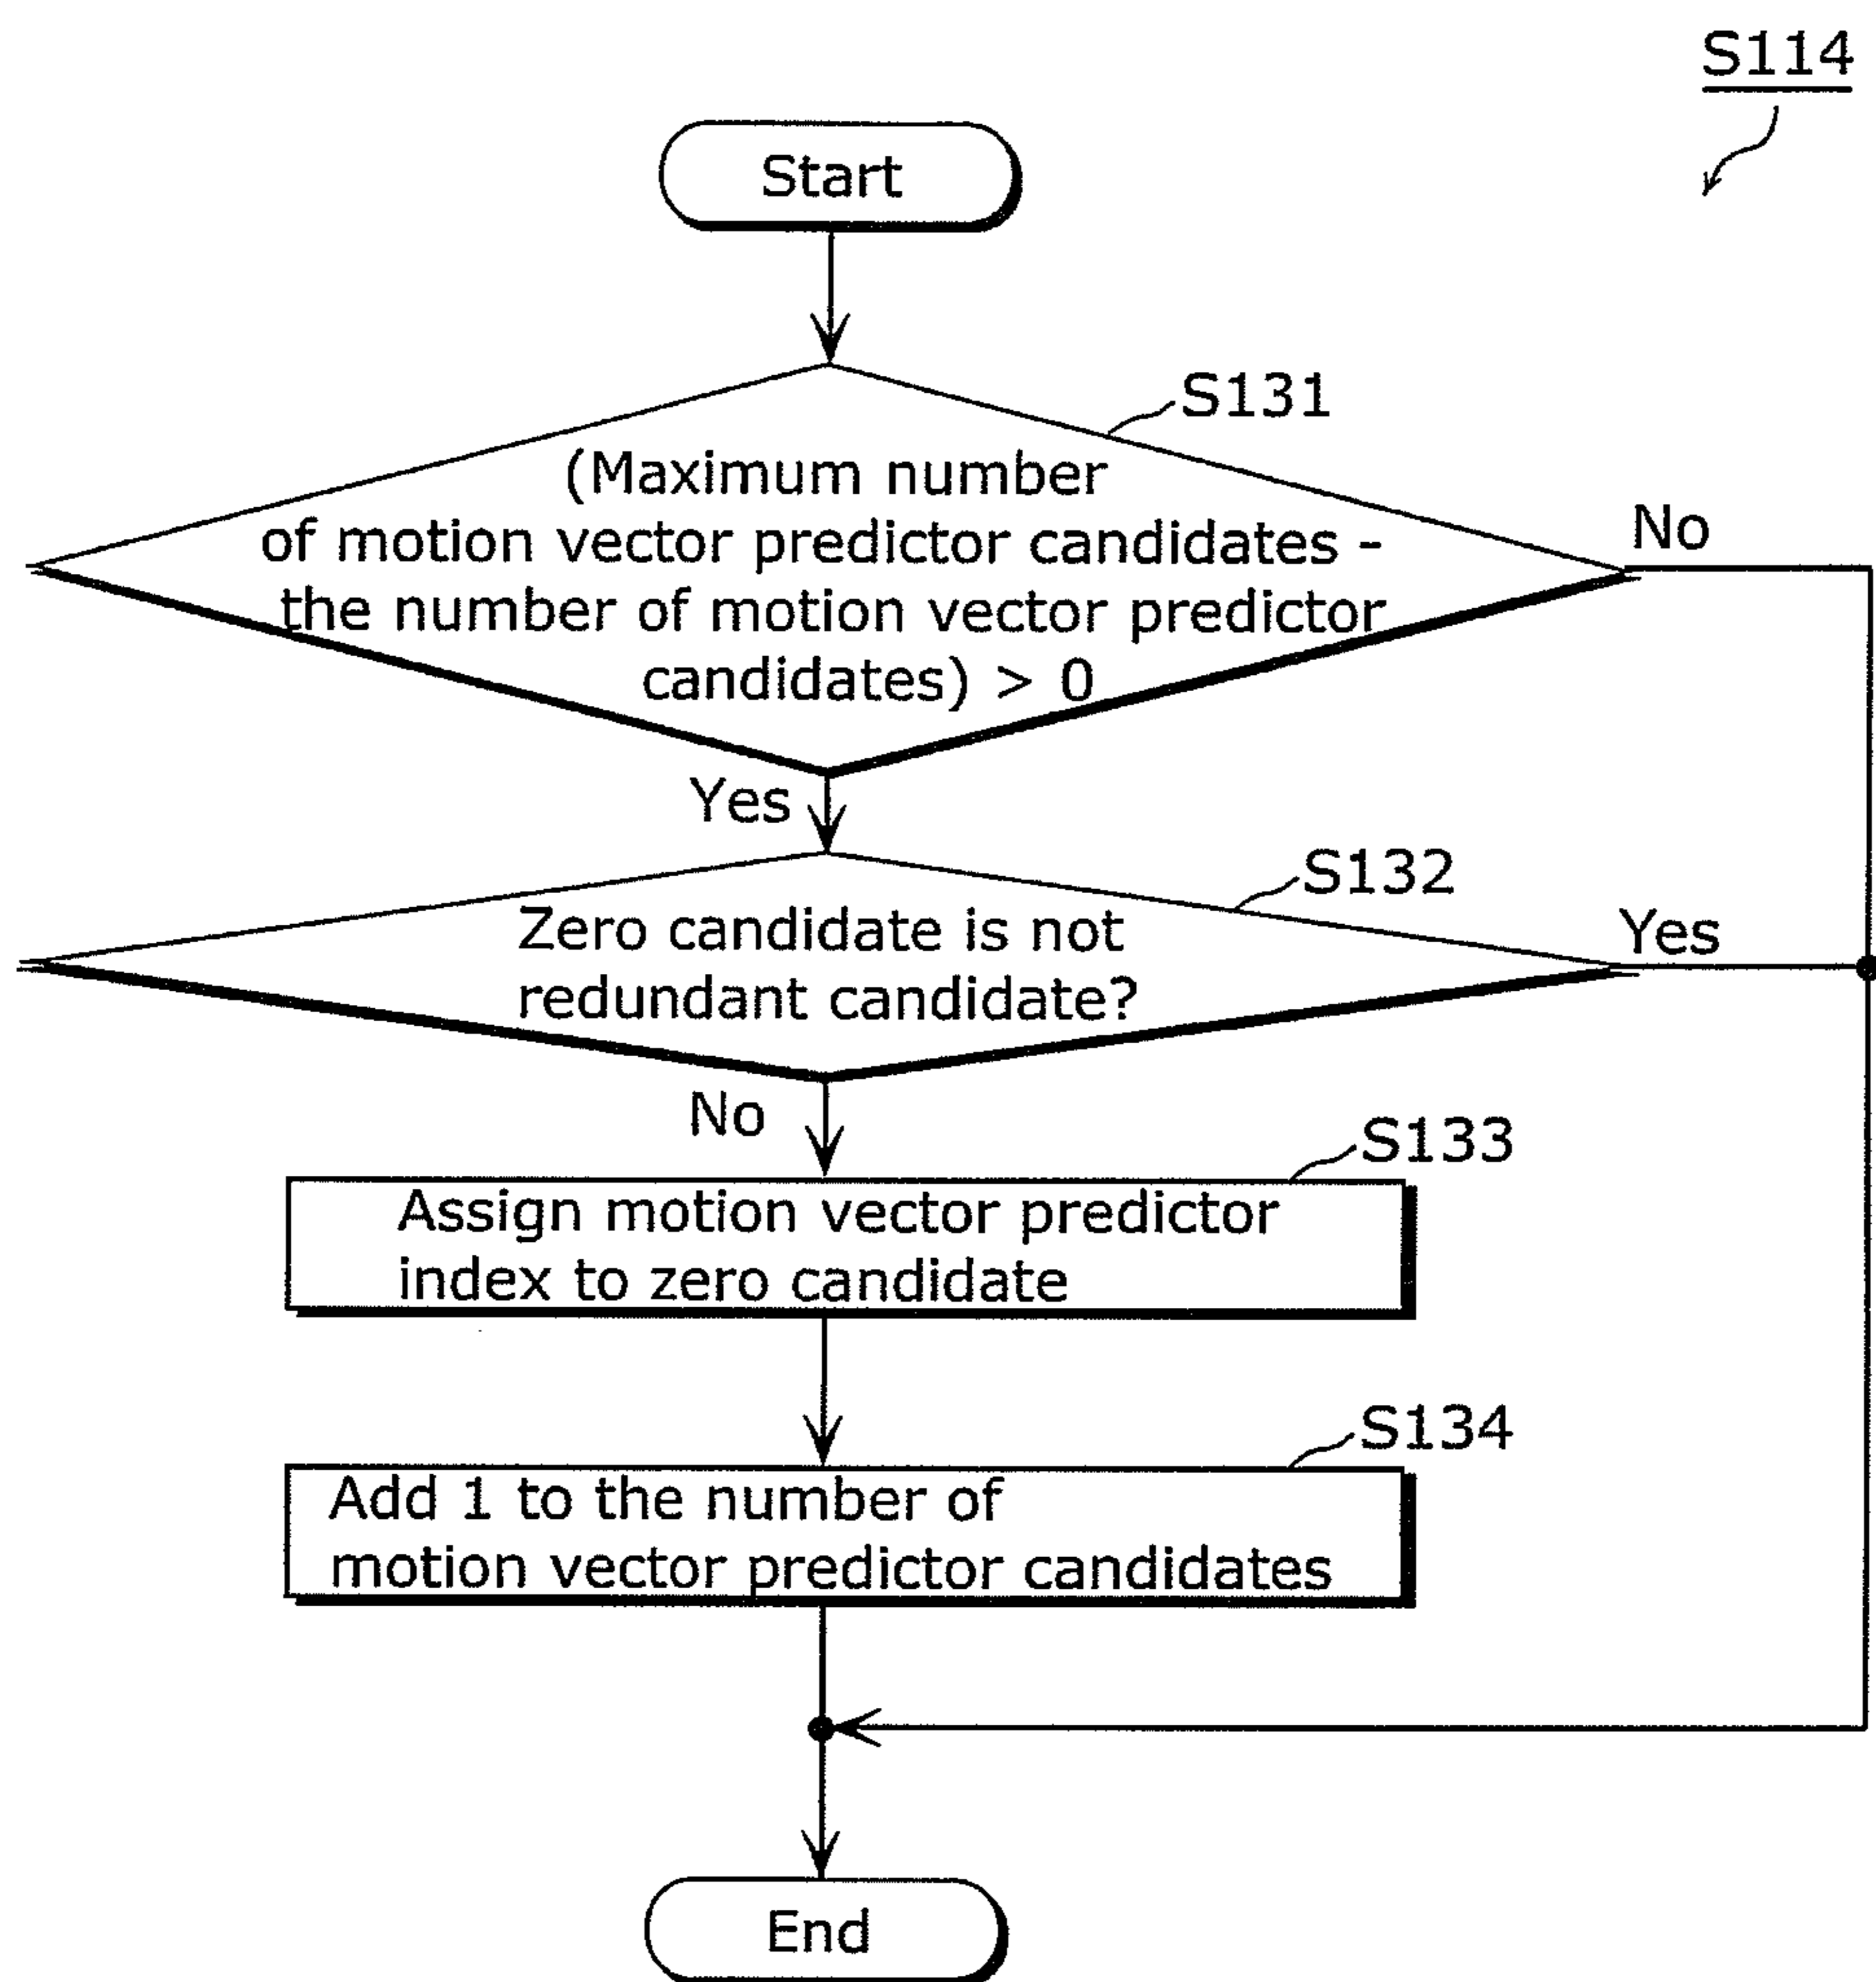 S114
Start
S131
(Maximum number
of motion vector predictor candidates -
the number of motion vector predictor
candidates) > 0
No
Yes
S132
Zero candidate is not
redundant candidate?
Yes
No
S133
Assign motion vector predictor
index to zero candidate
S134
Add 1 to the number of
motion vector predictor candidates
End